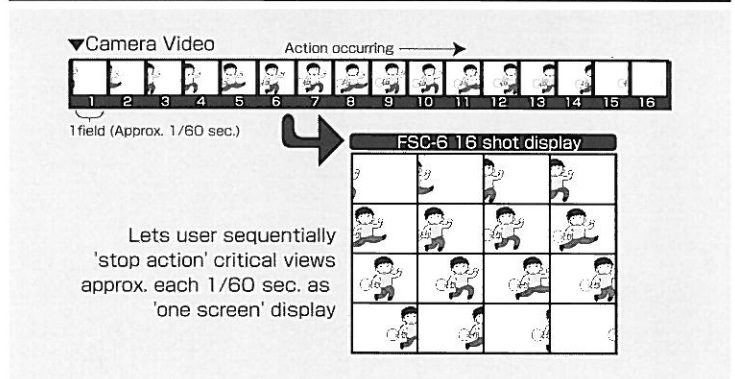 ▼Camera Video
Action occurring
1 2 3 4 5 6 7 8 9 10 11 12 13 14 15 16
1field (Approx. 1/60 sec.)
FSC-6 16 shot display
Lets user sequentially
'stop action' critical views
approx. each 1/60 sec. as
'one screen' display